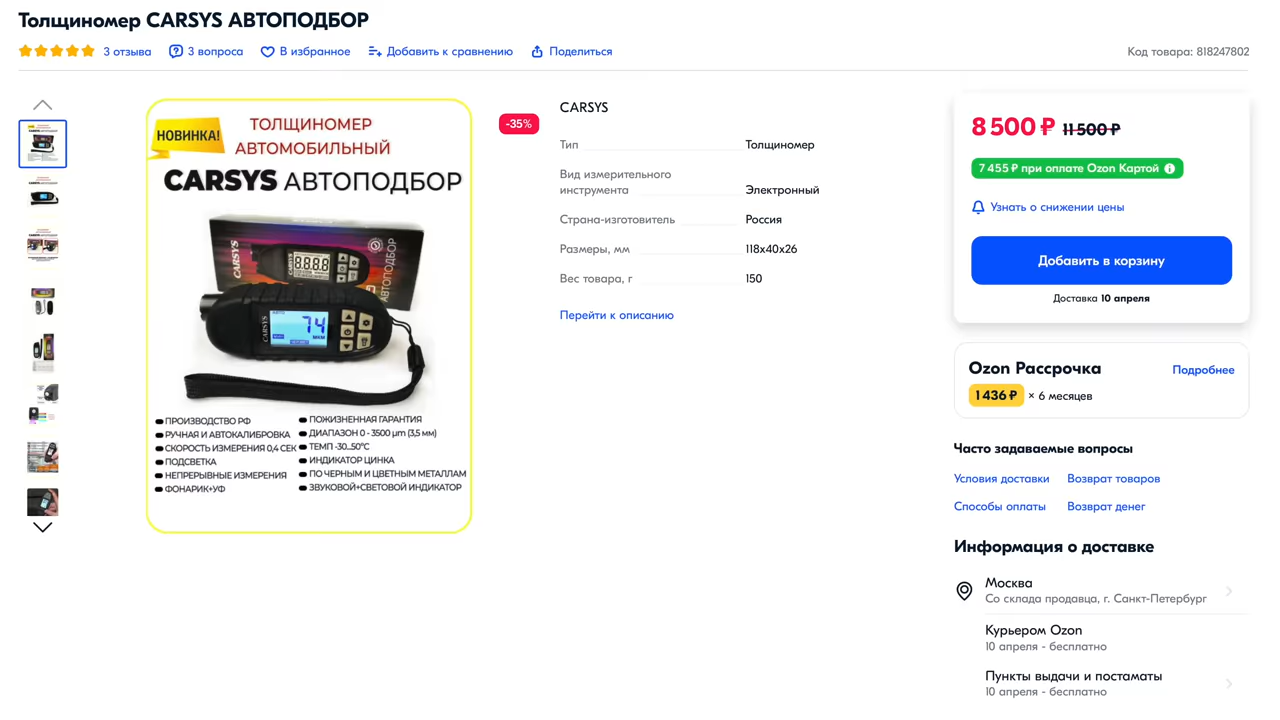 Толщиномер CARSYS АВТОПОДБОР
3 отзыва
3 вопроса
В избранное
Добавить к сравнению
Поделиться
Код товара: 818247802
НОВИНКА!
ТОЛЩИНОМЕР
АВТОМОБИЛЬНЫЙ
CARSYS АВТОПОДБОР
CARSYS
АВТОПОДБОР
8.8.8.8
CARSYS
74
ПРОИЗВОДСТВО РФ
РУЧНАЯ И АВТОКАЛИБРОВКА
СКОРОСТЬ ИЗМЕРЕНИЯ 0,4 СЕК
ПОДСВЕТКА
НЕПРЕРЫВНЫЕ ИЗМЕРЕНИЯ
ФОНАРИК+УФ
ПОЖИЗНЕННАЯ ГАРАНТИЯ
ДИАПАЗОН 0 - 3500 µm (3,5 мм)
ТЕМП -30...50°С
ИНДИКАТОР ЦИНКА
ПО ЧЕРНЫМ И ЦВЕТНЫМ МЕТАЛЛАМ
ЗВУКОВОЙ+СВЕТОВОЙ ИНДИКАТОР
-35%
CARSYS
Тип Толщиномер
Вид измерительного
инструмента Электронный
Страна-изготовитель Россия
Размеры, мм 118х40х26
Вес товара, г 150
Перейти к описанию
8 500 ₽ 11 500 ₽
7 455 ₽ при оплате Ozon Картой
Узнать о снижении цены
Добавить в корзину
Доставка 10 апреля
Ozon Рассрочка
Подробнее
1 436 ₽ × 6 месяцев
Часто задаваемые вопросы
Условия доставки Возврат товаров
Способы оплаты Возврат денег
Информация о доставке
Москва
Со склада продавца, г. Санкт-Петербург
Курьером Ozon
10 апреля - бесплатно
Пункты выдачи и постаматы
10 апреля - бесплатно